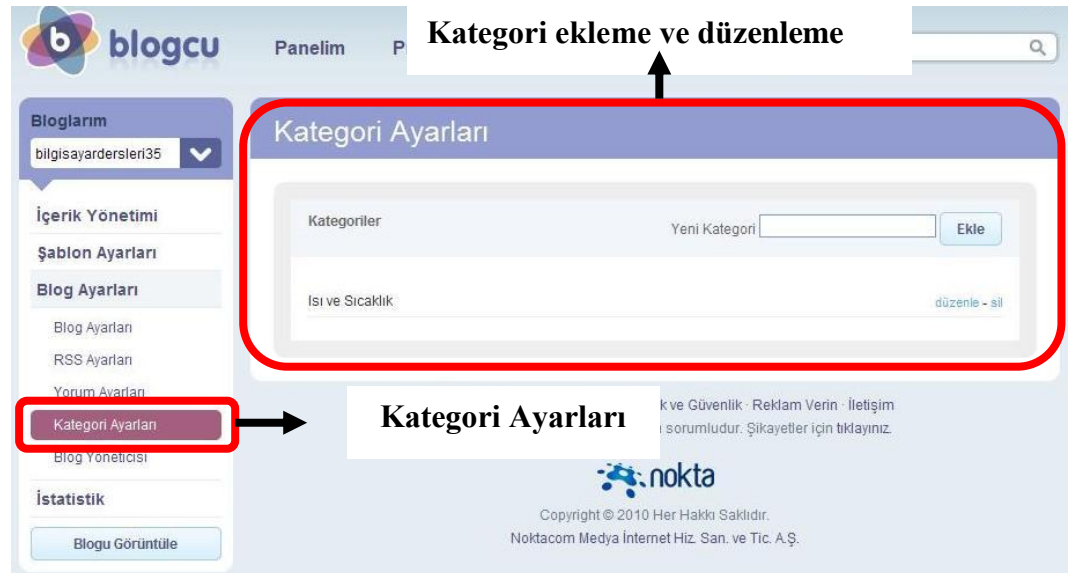 blogcu
Panelim
Kategori ekleme ve düzenleme
Bloglarım
bilgisayardersleri35
Kategori Ayarları
İçerik Yönetimi
Şablon Ayarları
Blog Ayarları
Blog Ayarları
RSS Ayarları
Yorum Ayarları
Kategori Ayarları
Blog Yöneticisi
İstatistik
Blogu Görüntüle
Kategoriler
Yeni Kategori
Ekle
Isı ve Sıcaklık
düzenle - sil
Kategori Ayarları
k ve Güvenlik · Reklam Verin · İletişim
sorumludur. Şikayetler için tıklayınız.
nokta
Copyright © 2010 Her Hakkı Saklıdır.
Noktacom Medya İnternet Hiz. San. ve Tic. A.Ş.